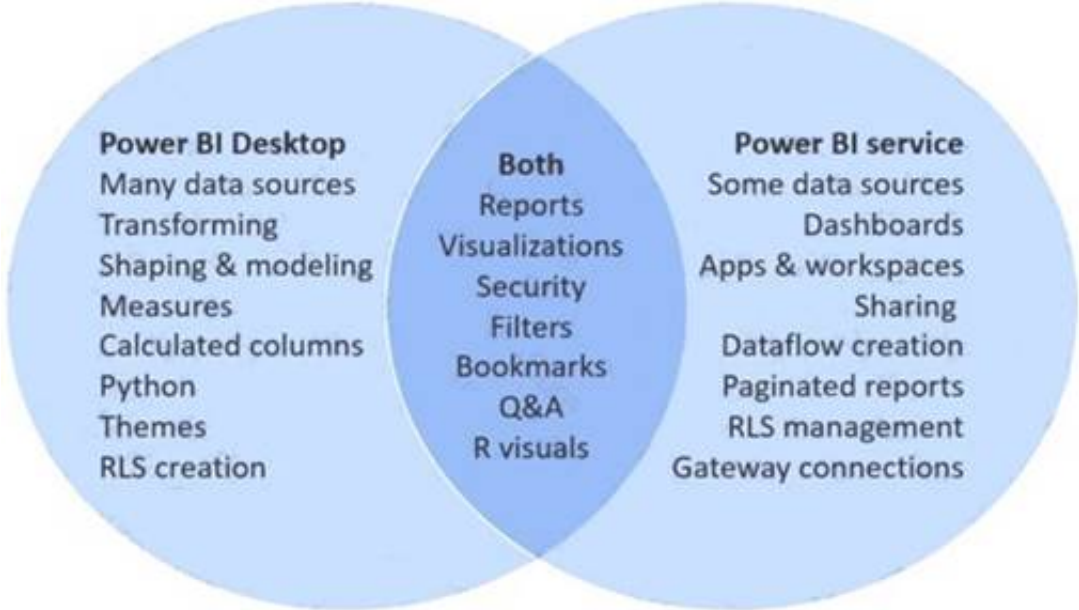 Power BI Desktop
Many data sources
Transforming
Shaping & modeling
Measures
Calculated columns
Python
Themes
RLS creation
Both
Reports
Visualizations
Security
Filters
Bookmarks
Q&A
R visuals
Power BI service
Some data sources
Dashboards
Apps & workspaces
Sharing
Dataflow creation
Paginated reports
RLS management
Gateway connections